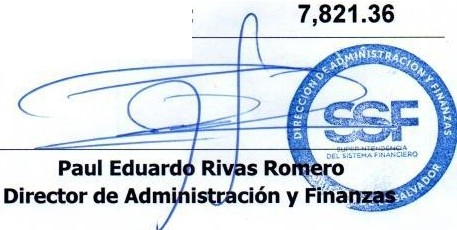 7,821.36
DIRECCIÓN DE ADMINISTRACIÓN Y FINANZAS
SSF
SUPERINTENDENCIA
DEL SISTEMA FINANCIERO
SALVADOR
Paul Eduardo Rivas Romero
Director de Administración y Finanzas